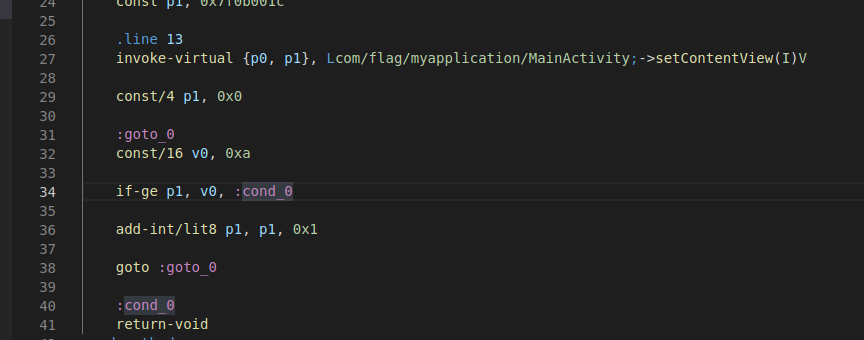 24 const p1, 0x7f0b001c
25
26 .line 13
27 invoke-virtual {p0, p1}, Lcom/flag/myapplication/MainActivity;->setContentView(I)V
28
29 const/4 p1, 0x0
30
31 :goto_0
32 const/16 v0, 0xa
33
34 if-ge p1, v0, :cond_0
35
36 add-int/lit8 p1, p1, 0x1
37
38 goto :goto_0
39
40 :cond_0
41 return-void